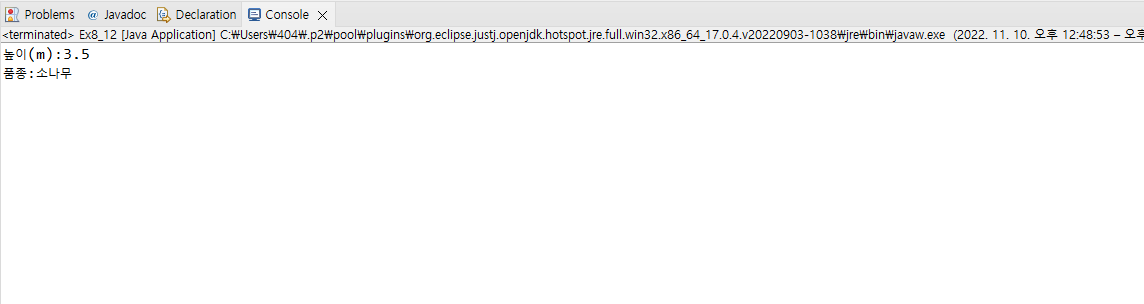 Problems @ Javadoc Declaration Console
<terminated> Ex8_12 [Java Application] C:₩Users₩404₩.p2₩pool₩plugins₩org.eclipse.justj.openjdk.hotspot.jre.full.win32.x86_64_17.0.4.v20220903-1038₩jre₩bin₩javaw.exe (2022. 11. 10. 오후 12:48:53 – 오후
높이(m):3.5
품종:소나무